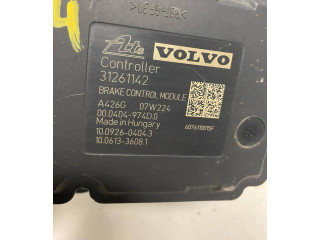 4
Ate VOLVO
Controller
31261142
BRAKE CONTROL MODULE
A426G 07W224
00.0404-974D.0
Made in Hungary
10.0926-0404.3
10.0613-3608.1